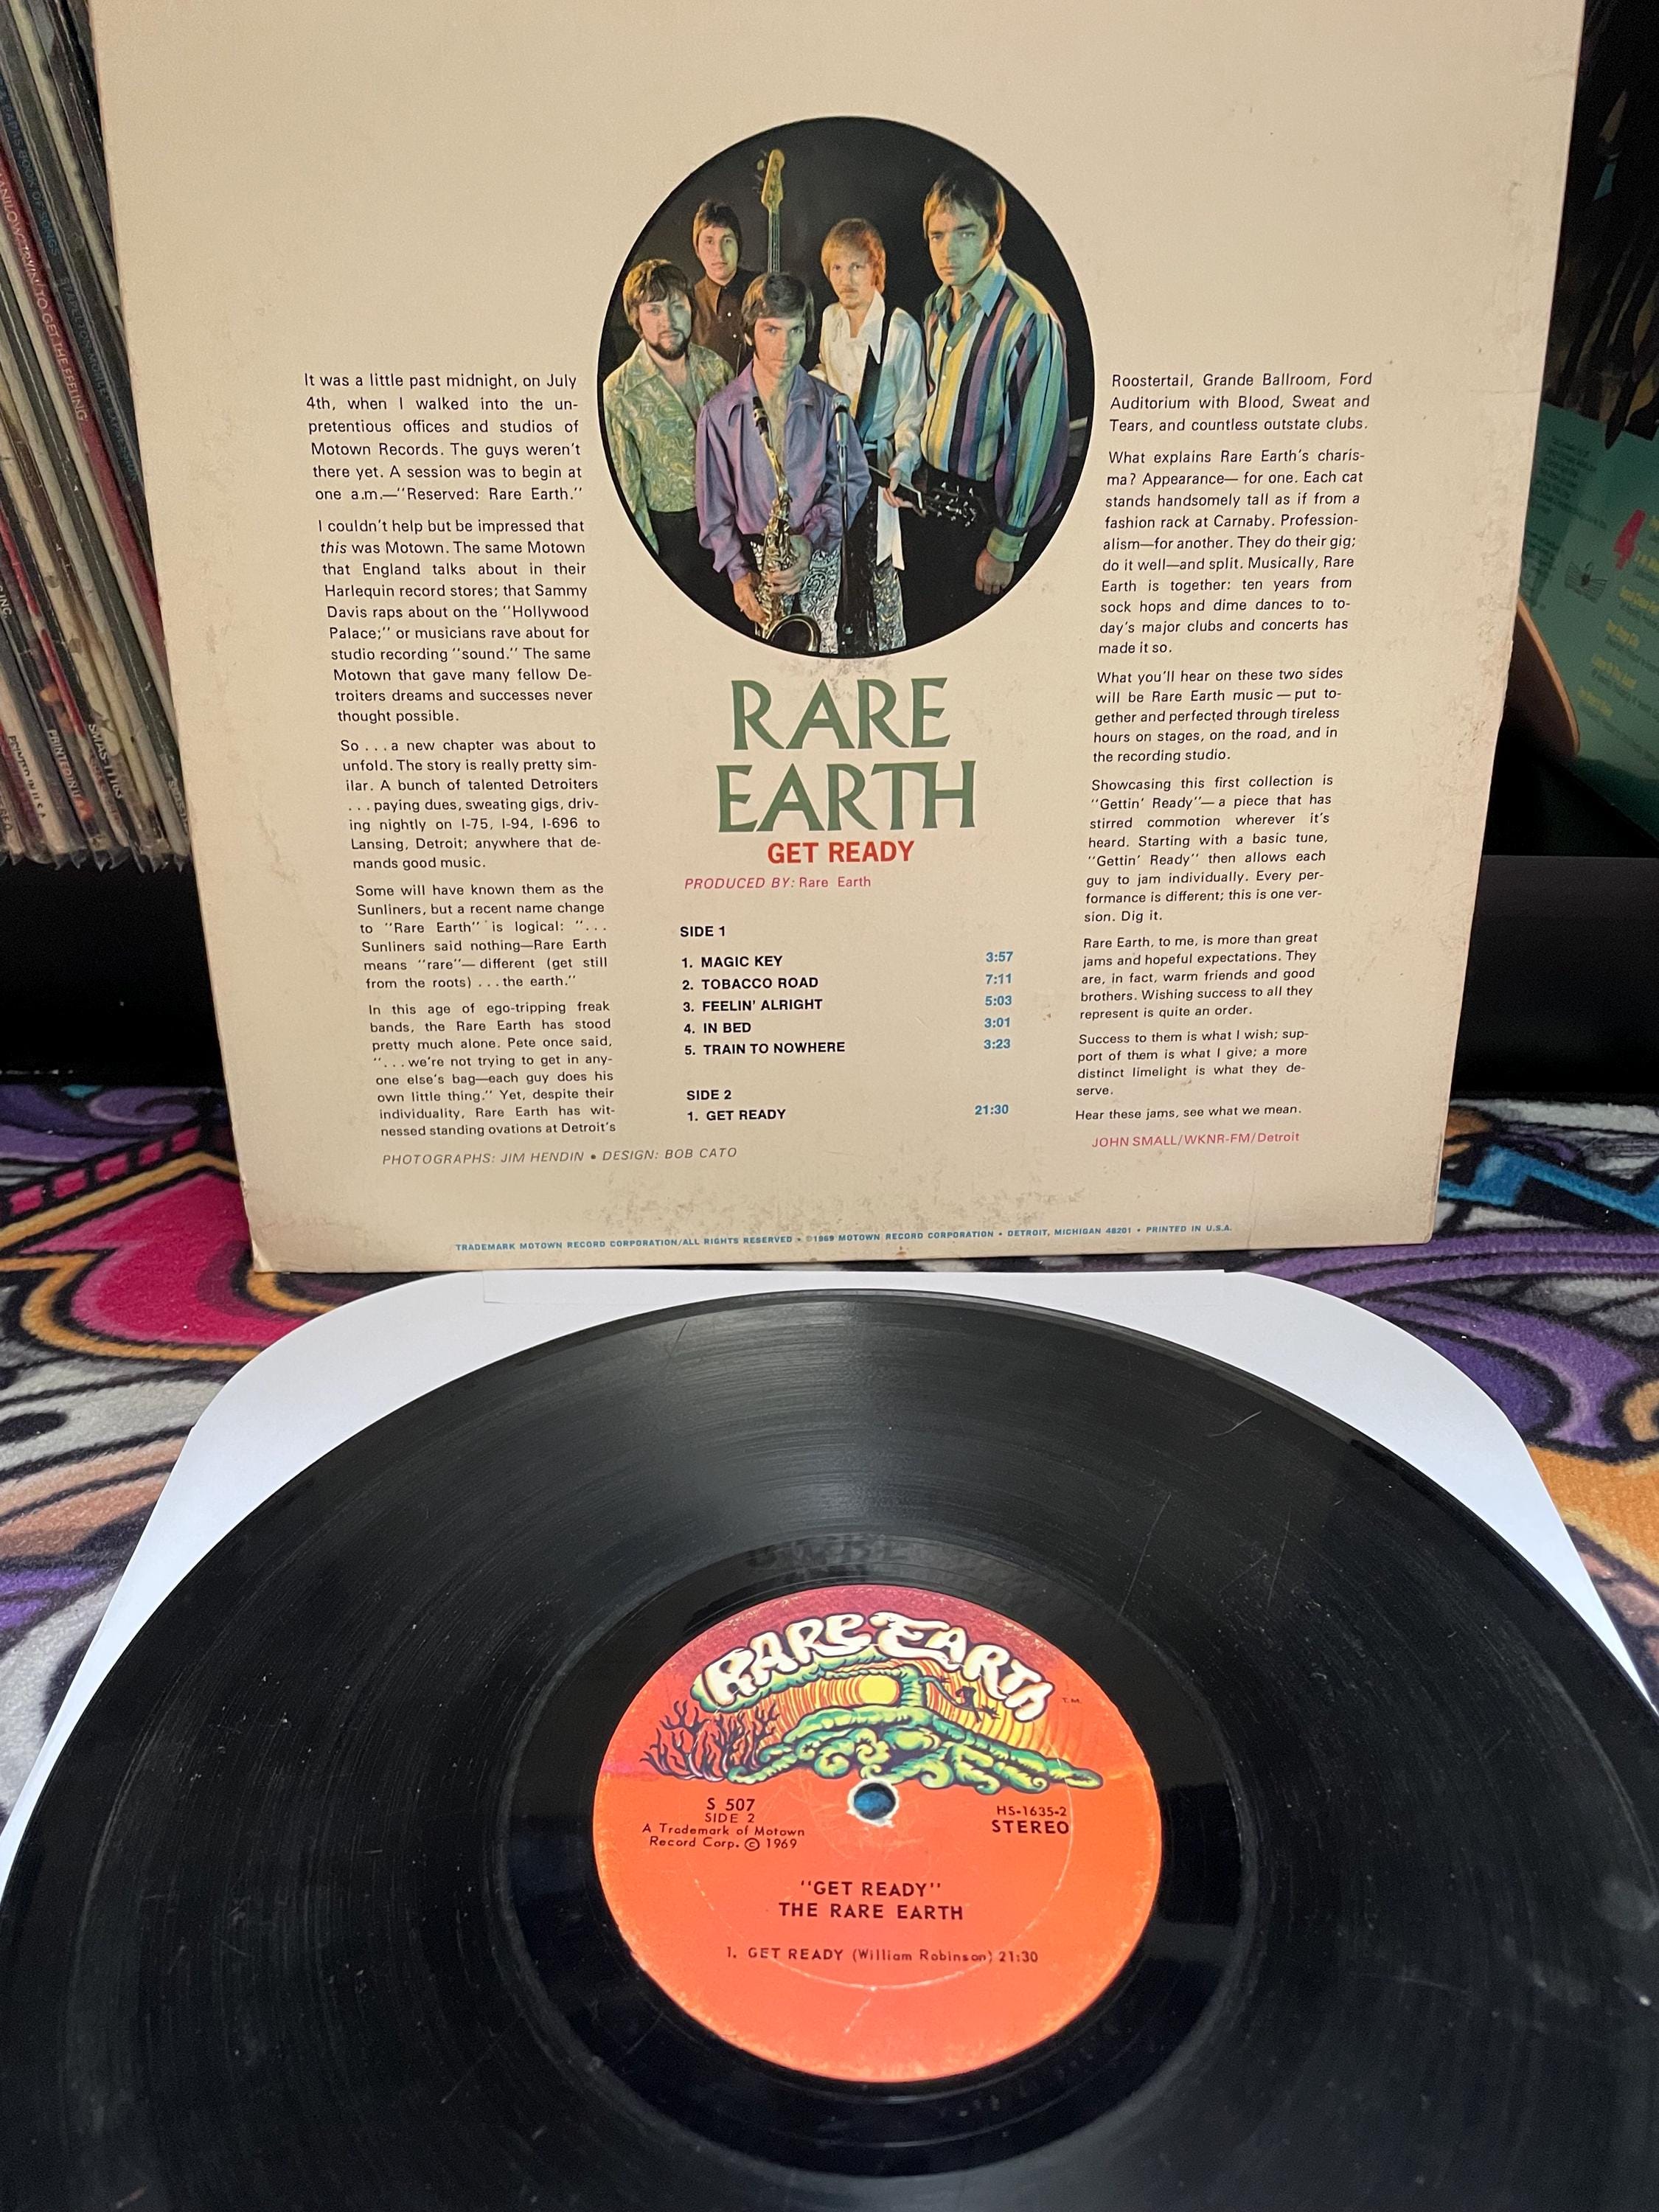 It was a little past midnight, on July
4th, when I walked into the un-
pretentious offices and studios of
Motown Records. The guys weren't
there yet. A session was to begin at
one a.m.—"Reserved: Rare Earth."
I couldn't help but be impressed that
this was Motown. The same Motown
that England talks about in their
Harlequin record stores; that Sammy
Davis raps about on the "Hollywood
Palace;" or musicians rave about for
studio recording "sound." The same
Motown that gave many fellow De-
troiters dreams and successes never
thought possible.
So . . . a new chapter was about to
unfold. The story is really pretty sim-
ilar. A bunch of talented Detroiters
. . . paying dues, sweating gigs, driv-
ing nightly on I-75, I-94, I-696 to
Lansing, Detroit; anywhere that de-
mands good music.
Some will have known them as the
Sunliners, but a recent name change
to "Rare Earth" is logical: ". . .
Sunliners said nothing—Rare Earth
means "rare"— different (get still
from the roots) . . . the earth."
In this age of ego-tripping freak
bands, the Rare Earth has stood
pretty much alone. Pete once said,
". . . we're not trying to get in any-
one else's bag—each guy does his
own little thing." Yet, despite their
individuality, Rare Earth has wit-
nessed standing ovations at Detroit's
PHOTOGRAPHS: JIM HENDIN • DESIGN: BOB CATO
RARE
EARTH
GET READY
PRODUCED BY: Rare Earth
SIDE 1
1. MAGIC KEY 3:57
2. TOBACCO ROAD 7:11
3. FEELIN' ALRIGHT 5:03
4. IN BED 3:01
5. TRAIN TO NOWHERE 3:23
SIDE 2
1. GET READY 21:30
Roostertail, Grande Ballroom, Ford
Auditorium with Blood, Sweat and
Tears, and countless outstate clubs.
What explains Rare Earth's charis-
ma? Appearance— for one. Each cat
stands handsomely tall as if from a
fashion rack at Carnaby. Profession-
alism—for another. They do their gig;
do it well—and split. Musically, Rare
Earth is together: ten years from
sock hops and dime dances to to-
day's major clubs and concerts has
made it so.
What you'll hear on these two sides
will be Rare Earth music — put to-
gether and perfected through tireless
hours on stages, on the road, and in
the recording studio.
Showcasing this first collection is
"Gettin' Ready"— a piece that has
stirred commotion wherever it's
heard. Starting with a basic tune,
"Gettin' Ready" then allows each
guy to jam individually. Every per-
formance is different; this is one ver-
sion. Dig it.
Rare Earth, to me, is more than great
jams and hopeful expectations. They
are, in fact, warm friends and good
brothers. Wishing success to all they
represent is quite an order.
Success to them is what I wish; sup-
port of them is what I give; a more
distinct limelight is what they de-
serve.
Hear these jams, see what we mean.
JOHN SMALL/WKNR-FM/Detroit
TRADEMARK MOTOWN RECORD CORPORATION/ALL RIGHTS RESERVED • ©1969 MOTOWN RECORD CORPORATION • DETROIT, MICHIGAN 48201 • PRINTED IN U.S.A.
RARE EARTH
T.M.
S 507
SIDE 2
A Trademark of Motown
Record Corp. © 1969
HS-1635-2
STEREO
"GET READY"
THE RARE EARTH
1. GET READY (William Robinson) 21:30